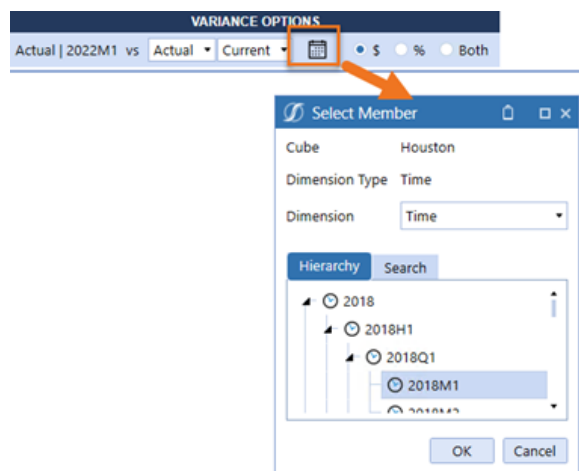 VARIANCE OPTIONS
Actual | 2022M1 vs Actual Current $ % Both
Select Member
Cube Houston
Dimension Type Time
Dimension Time
Hierarchy Search
2018
2018H1
2018Q1
2018M1
OK Cancel